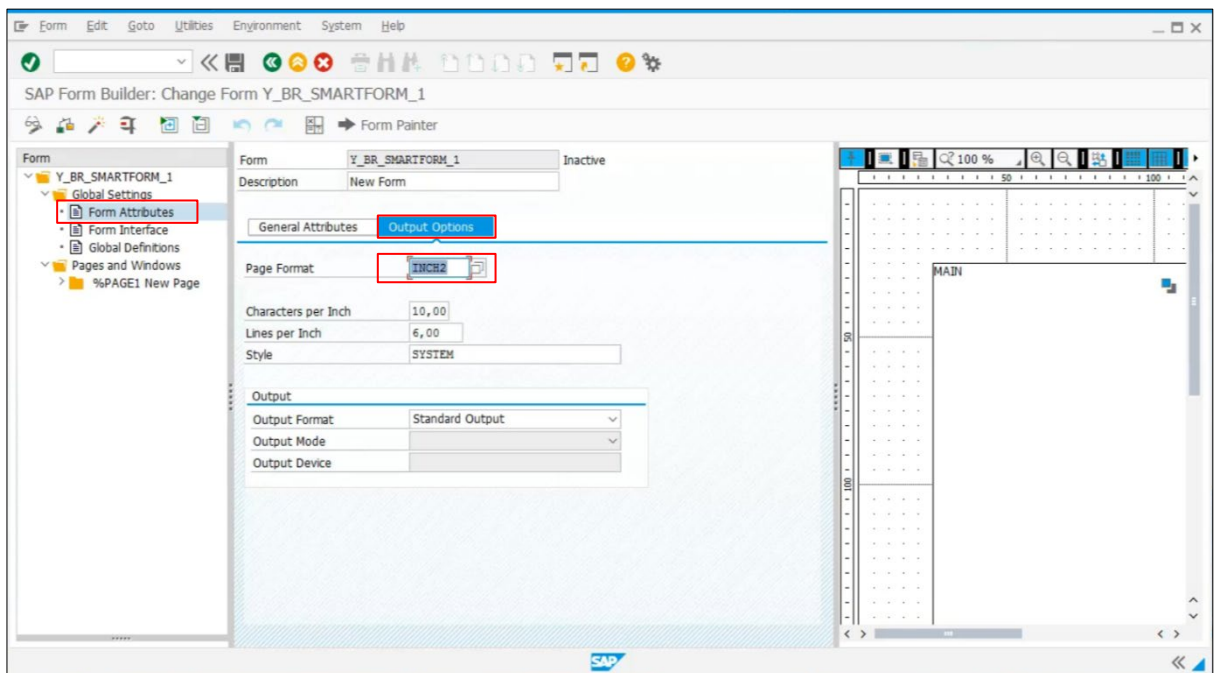 Form Edit Goto Utilities Environment System Help
SAP Form Builder: Change Form Y_BR_SMARTFORM_1
Form Painter
Form
Y_BR_SMARTFORM_1
Global Settings
Form Attributes
Form Interface
Global Definitions
Pages and Windows
%PAGE1 New Page
Form Y_BR_SMARTFORM_1 Inactive
Description New Form
General Attributes Output Options
Page Format INCH2
Characters per Inch 10,00
Lines per Inch 6,00
Style SYSTEM
Output
Output Format Standard Output
Output Mode
Output Device
100 %
50 100
MAIN
50
100
SAP